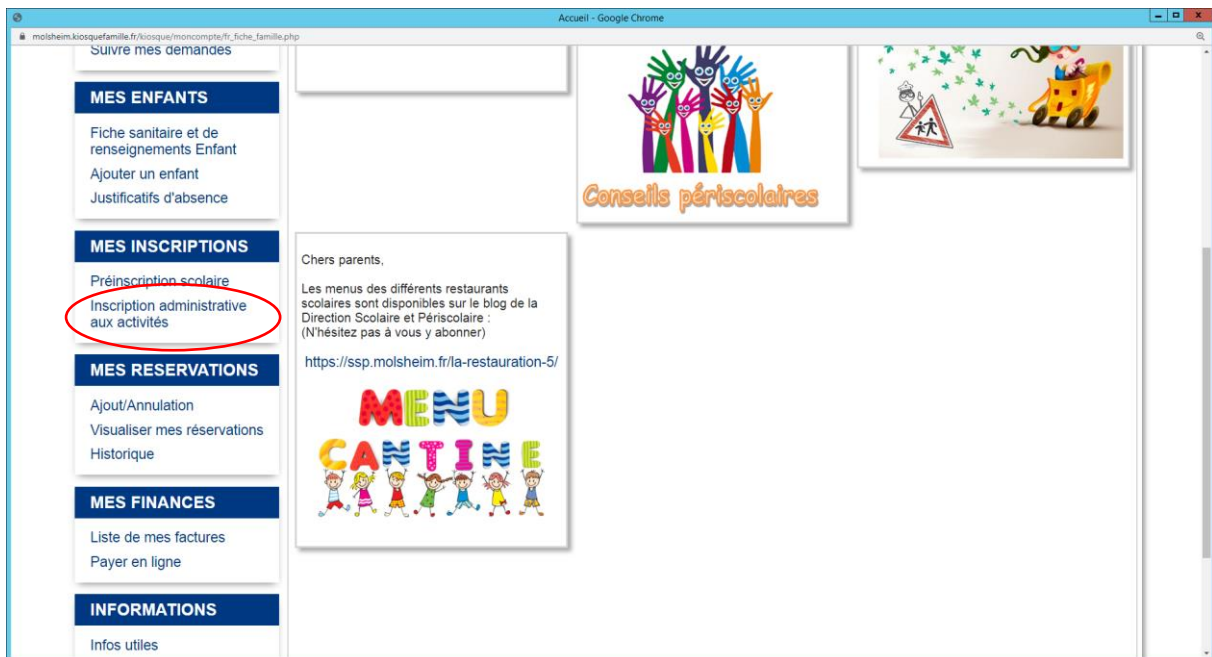 Accueil - Google Chrome
molsheim.kiosquefamille.fr/kiosque/moncompte/fr_fiche_famille.php
Suivre mes demandes
MES ENFANTS
Fiche sanitaire et de
renseignements Enfant
Ajouter un enfant
Justificatifs d'absence
MES INSCRIPTIONS
Préinscription scolaire
Inscription administrative
aux activités
MES RESERVATIONS
Ajout/Annulation
Visualiser mes réservations
Historique
MES FINANCES
Liste de mes factures
Payer en ligne
INFORMATIONS
Infos utiles
Conseils périscolaires
Chers parents,
Les menus des différents restaurants
scolaires sont disponibles sur le blog de la
Direction Scolaire et Périscolaire :
(N'hésitez pas à vous y abonner)
https://ssp.molsheim.fr/la-restauration-5/
MENU
CANTINE